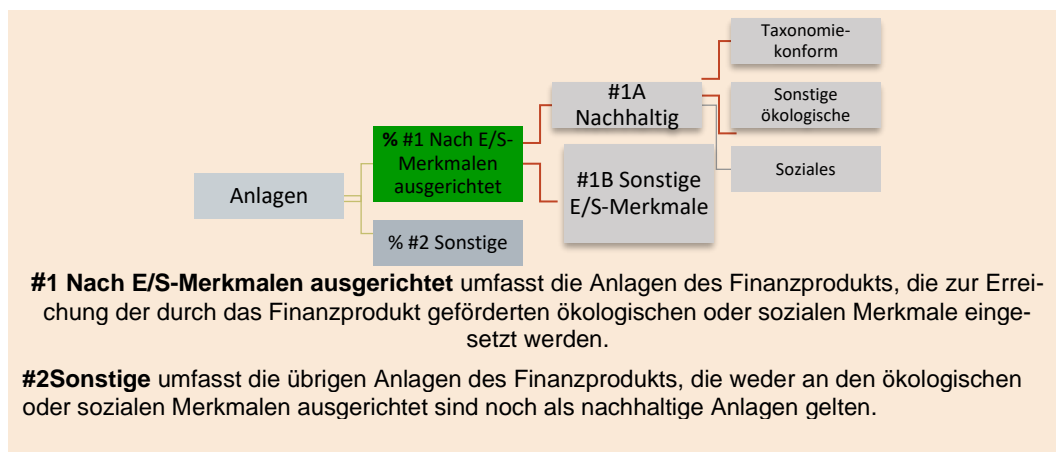 Taxonomie-
konform
#1A
Nachhaltig
Sonstige
ökologische
% #1 Nach E/S-
Merkmalen
ausgerichtet
Soziales
#1B Sonstige
E/S-Merkmale
Anlagen
% #2 Sonstige
#1 Nach E/S-Merkmalen ausgerichtet umfasst die Anlagen des Finanzprodukts, die zur Errei-
chung der durch das Finanzprodukt geförderten ökologischen oder sozialen Merkmale einge-
setzt werden.
#2Sonstige umfasst die übrigen Anlagen des Finanzprodukts, die weder an den ökologischen
oder sozialen Merkmalen ausgerichtet sind noch als nachhaltige Anlagen gelten.